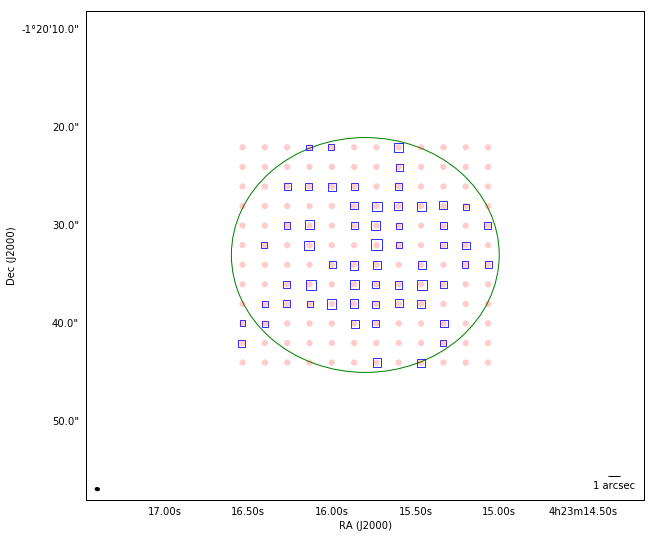 -1°20'10.0"
20.0"
30.0"
40.0"
50.0"
Dec (J2000)
1 arcsec
17.00s 16.50s 16.00s 15.50s 15.00s 4h23m14.50s
RA (J2000)